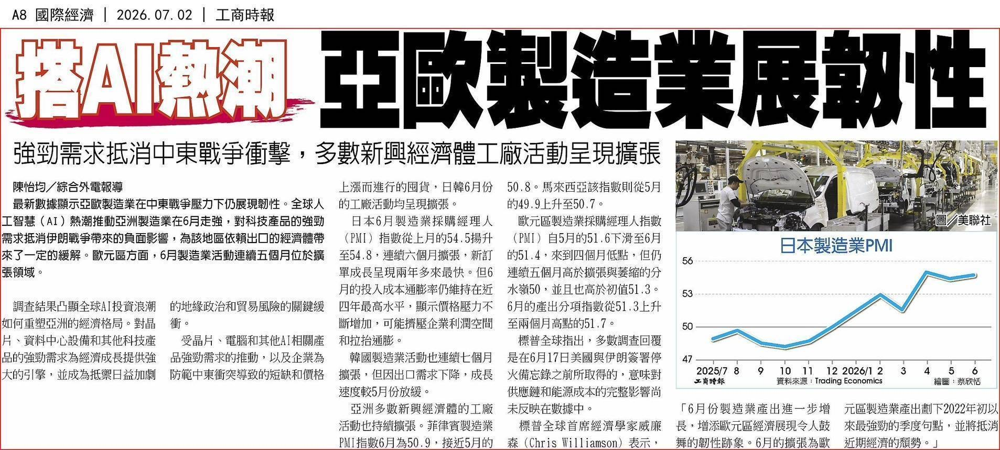 A8 國際經濟 | 2026.07.02 | 工商時報
搭AI熱潮 亞歐製造業展韌性
強勁需求抵消中東戰爭衝擊，多數新興經濟體工廠活動呈現擴張
陳怡均／綜合外電報導
最新數據顯示亞歐製造業在中東戰爭壓力下仍展現韌性。全球人
工智慧（AI）熱潮推動亞洲製造業在6月走強，對科技產品的強勁
需求抵消伊朗戰爭帶來的負面影響，為該地區依賴出口的經濟體帶
來了一定的緩解。歐元區方面，6月製造業活動連續五個月位於擴
張領域。
調查結果凸顯全球AI投資浪潮
如何重塑亞洲的經濟格局。對晶
片、資料中心設備和其他科技產
品的強勁需求為經濟成長提供強
大的引擎，並成為抵禦日益加劇
的地緣政治和貿易風險的關鍵緩
衝。
受晶片、電腦和其他AI相關產
品強勁需求的推動，以及企業為
防範中東衝突導致的短缺和價格
上漲而進行的囤貨，日韓6月份
的工廠活動均呈現擴張。
日本6月製造業採購經理人
（PMI）指數從上月的54.5揚升
至54.8，連續六個月擴張，新訂
單成長呈現兩年多來最快。但6
月的投入成本通膨率仍維持在近
四年最高水平，顯示價格壓力不
斷增加，可能擠壓企業利潤空間
和拉抬通膨。
韓國製造業活動也連續七個月
擴張，但因出口需求下降，成長
速度較5月份放緩。
亞洲多數新興經濟體的工廠
活動也持續擴張。菲律賓製造業
PMI指數6月為50.9，接近5月的
50.8。馬來西亞該指數則從5月
的49.9上升至50.7。
歐元區製造業採購經理人指數
（PMI）自5月的51.6下滑至6月
的51.4，來到四個月低點，但仍
連續五個月高於擴張與萎縮的分
水嶺50，並且也高於初值51.3。
6月的產出分項指數從51.3上升
至兩個月高點的51.7。
標普全球指出，多數調查回覆
是在6月17日美國與伊朗簽署停
火備忘錄之前所取得的，意味對
供應鏈和能源成本的完整影響尚
未反映在數據中。
標普全球首席經濟學家威廉
森（Chris Williamson）表示，
圖／美聯社
日本製造業PMI
56
53
50
47
2025/7 8 9 10 11 12 2026/1 2 3 4 5 6
工商時報 資料來源：Trading Economics 繪圖：蔡欣恬
「6月份製造業產出進一步增
長，增添歐元區經濟展現令人鼓
舞的韌性跡象。6月的擴張為歐
元區製造業產出劃下2022年初以
來最強勁的季度句點，並將抵消
近期經濟的頹勢。」